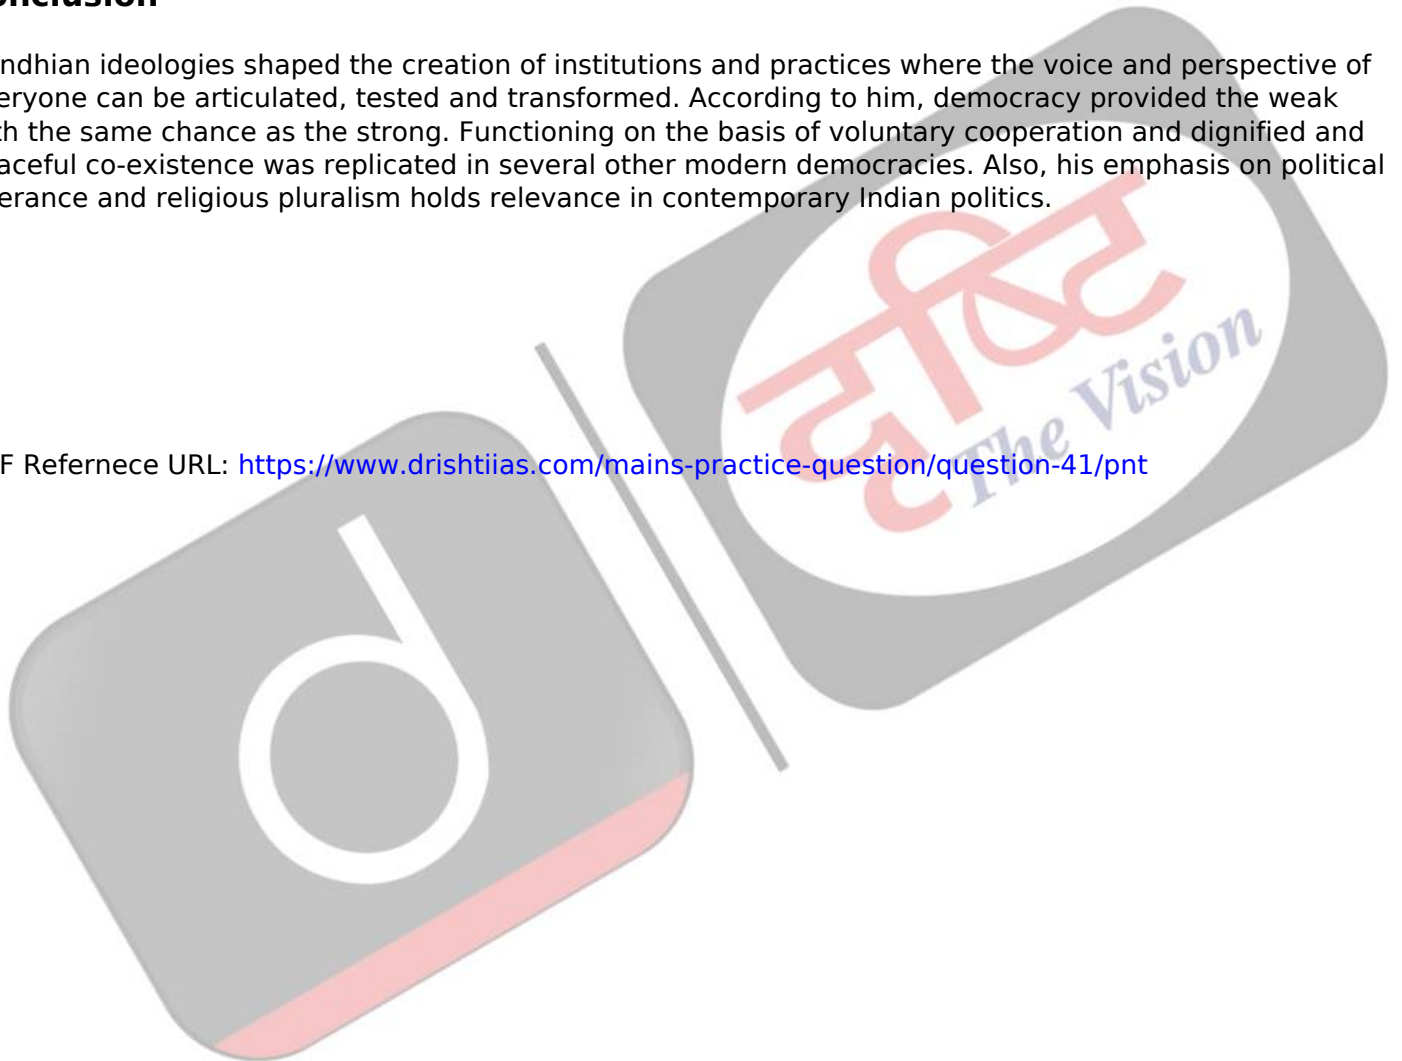 onclusion
ndhian ideologies shaped the creation of institutions and practices where the voice and perspective of
eryone can be articulated, tested and transformed. According to him, democracy provided the weak
th the same chance as the strong. Functioning on the basis of voluntary cooperation and dignified and
aceful co-existence was replicated in several other modern democracies. Also, his emphasis on political
erance and religious pluralism holds relevance in contemporary Indian politics.
दृष्टि
The Vision
F Refernece URL: https://www.drishtiias.com/mains-practice-question/question-41/pnt
d